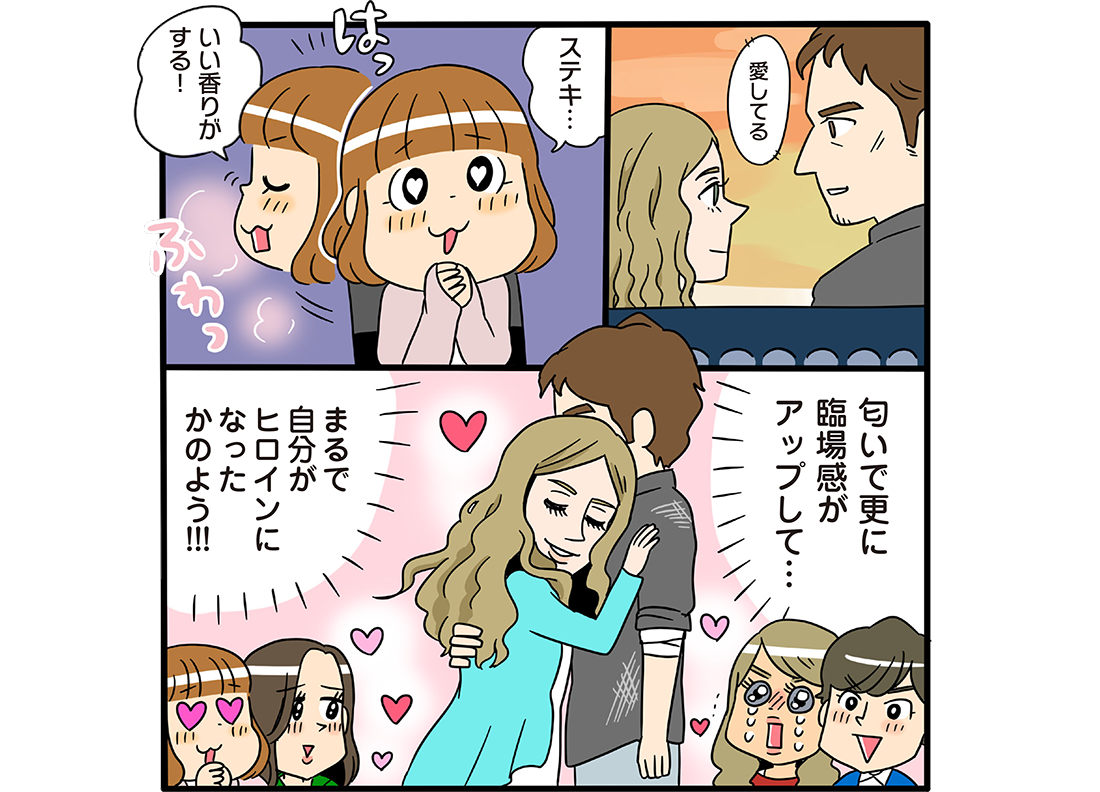 愛してる
ステキ…
はっ
いい香りが
する！
ふわっ
匂いで更に
臨場感が
アップして…
まるで
自分が
ヒロインに
なった
かのよう!!!